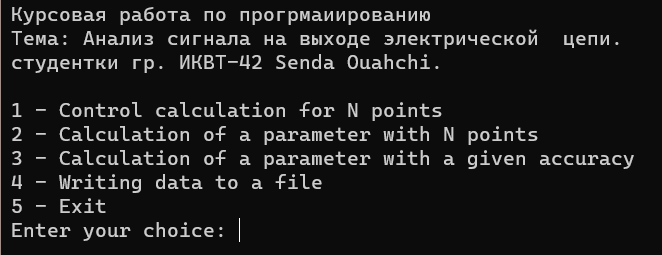 Курсовая работа по прогрмаиированию
Тема: Анализ сигнала на выходе электрической  цепи.
студентки гр. ИКВТ-42 Senda Ouahchi.
1 - Control calculation for N points
2 - Calculation of a parameter with N points
3 - Calculation of a parameter with a given accuracy
4 - Writing data to a file
5 - Exit
Enter your choice: